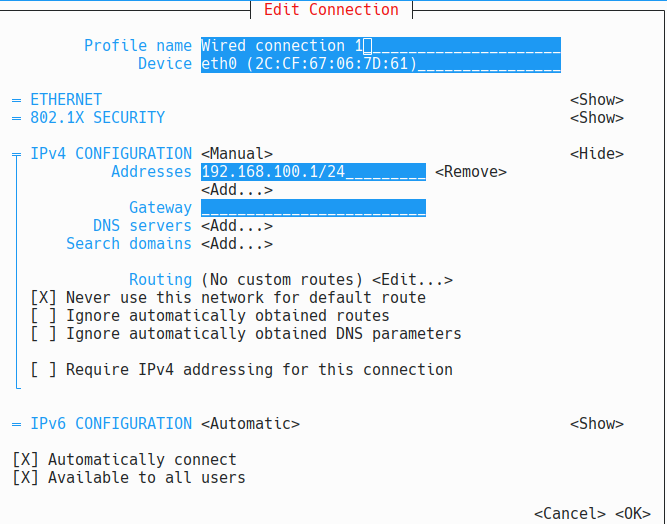 Edit Connection
Profile name Wired connection 1_____________________
Device eth0 (2C:CF:67:06:7D:61)________________
= ETHERNET <Show>
= 802.1X SECURITY <Show>
IPv4 CONFIGURATION <Manual> <Hide>
Addresses 192.168.100.1/24_________ <Remove>
<Add...>
Gateway _________________________
DNS servers <Add...>
Search domains <Add...>
Routing (No custom routes) <Edit...>
[X] Never use this network for default route
[ ] Ignore automatically obtained routes
[ ] Ignore automatically obtained DNS parameters
[ ] Require IPv4 addressing for this connection
= IPv6 CONFIGURATION <Automatic> <Show>
[X] Automatically connect
[X] Available to all users
<Cancel> <OK>